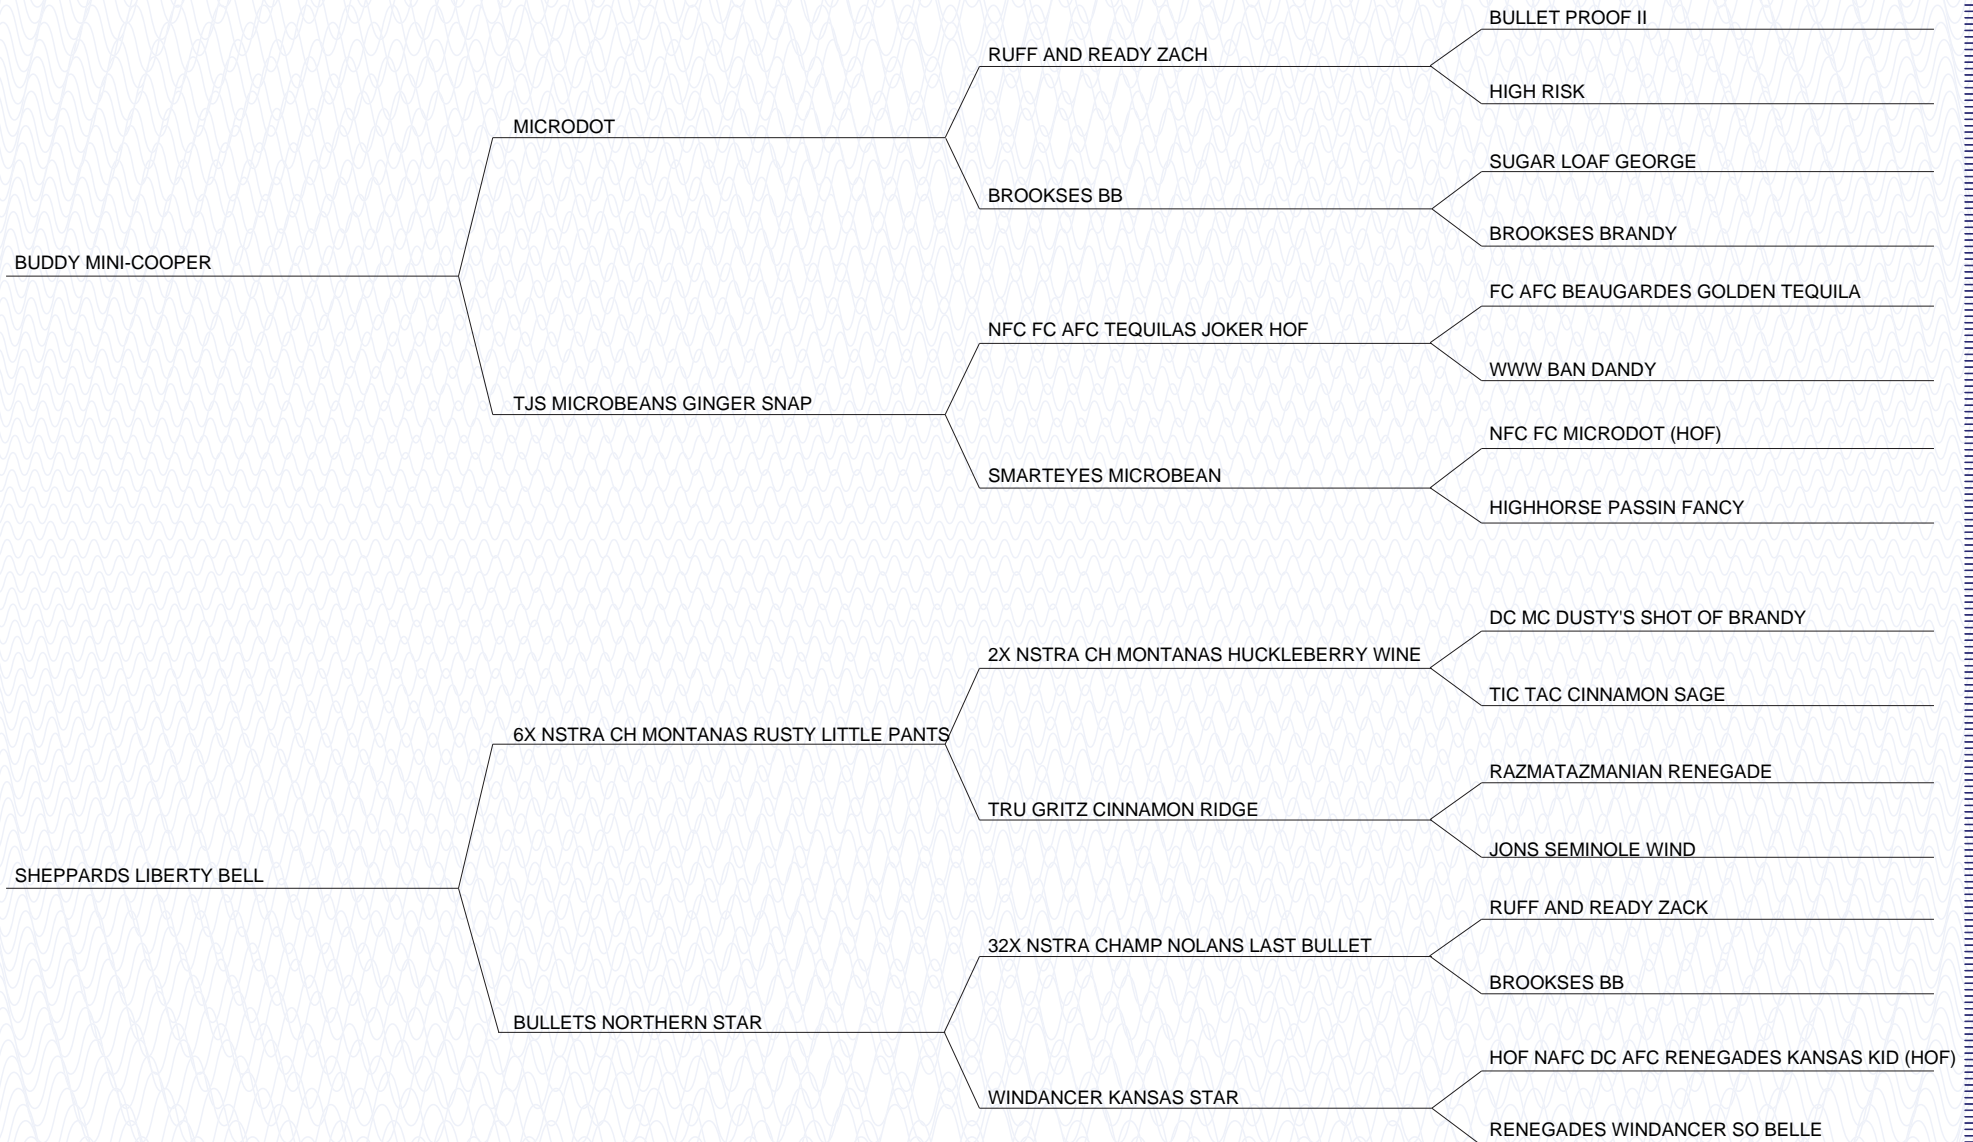 BULLET PROOF II
RUFF AND READY ZACH
HIGH RISK
MICRODOT
SUGAR LOAF GEORGE
BROOKSES BB
BROOKSES BRANDY
BUDDY MINI-COOPER
FC AFC BEAUGARDES GOLDEN TEQUILA
NFC FC AFC TEQUILAS JOKER HOF
WWW BAN DANDY
TJS MICROBEANS GINGER SNAP
NFC FC MICRODOT (HOF)
SMARTEYES MICROBEAN
HIGHHORSE PASSIN FANCY
DC MC DUSTY'S SHOT OF BRANDY
2X NSTRA CH MONTANAS HUCKLEBERRY WINE
TIC TAC CINNAMON SAGE
6X NSTRA CH MONTANAS RUSTY LITTLE PANTS
RAZMATAZMANIAN RENEGADE
TRU GRITZ CINNAMON RIDGE
JONS SEMINOLE WIND
SHEPPARDS LIBERTY BELL
RUFF AND READY ZACK
32X NSTRA CHAMP NOLANS LAST BULLET
BROOKSES BB
BULLETS NORTHERN STAR
HOF NAFC DC AFC RENEGADES KANSAS KID (HOF)
WINDANCER KANSAS STAR
RENEGADES WINDANCER SO BELLE